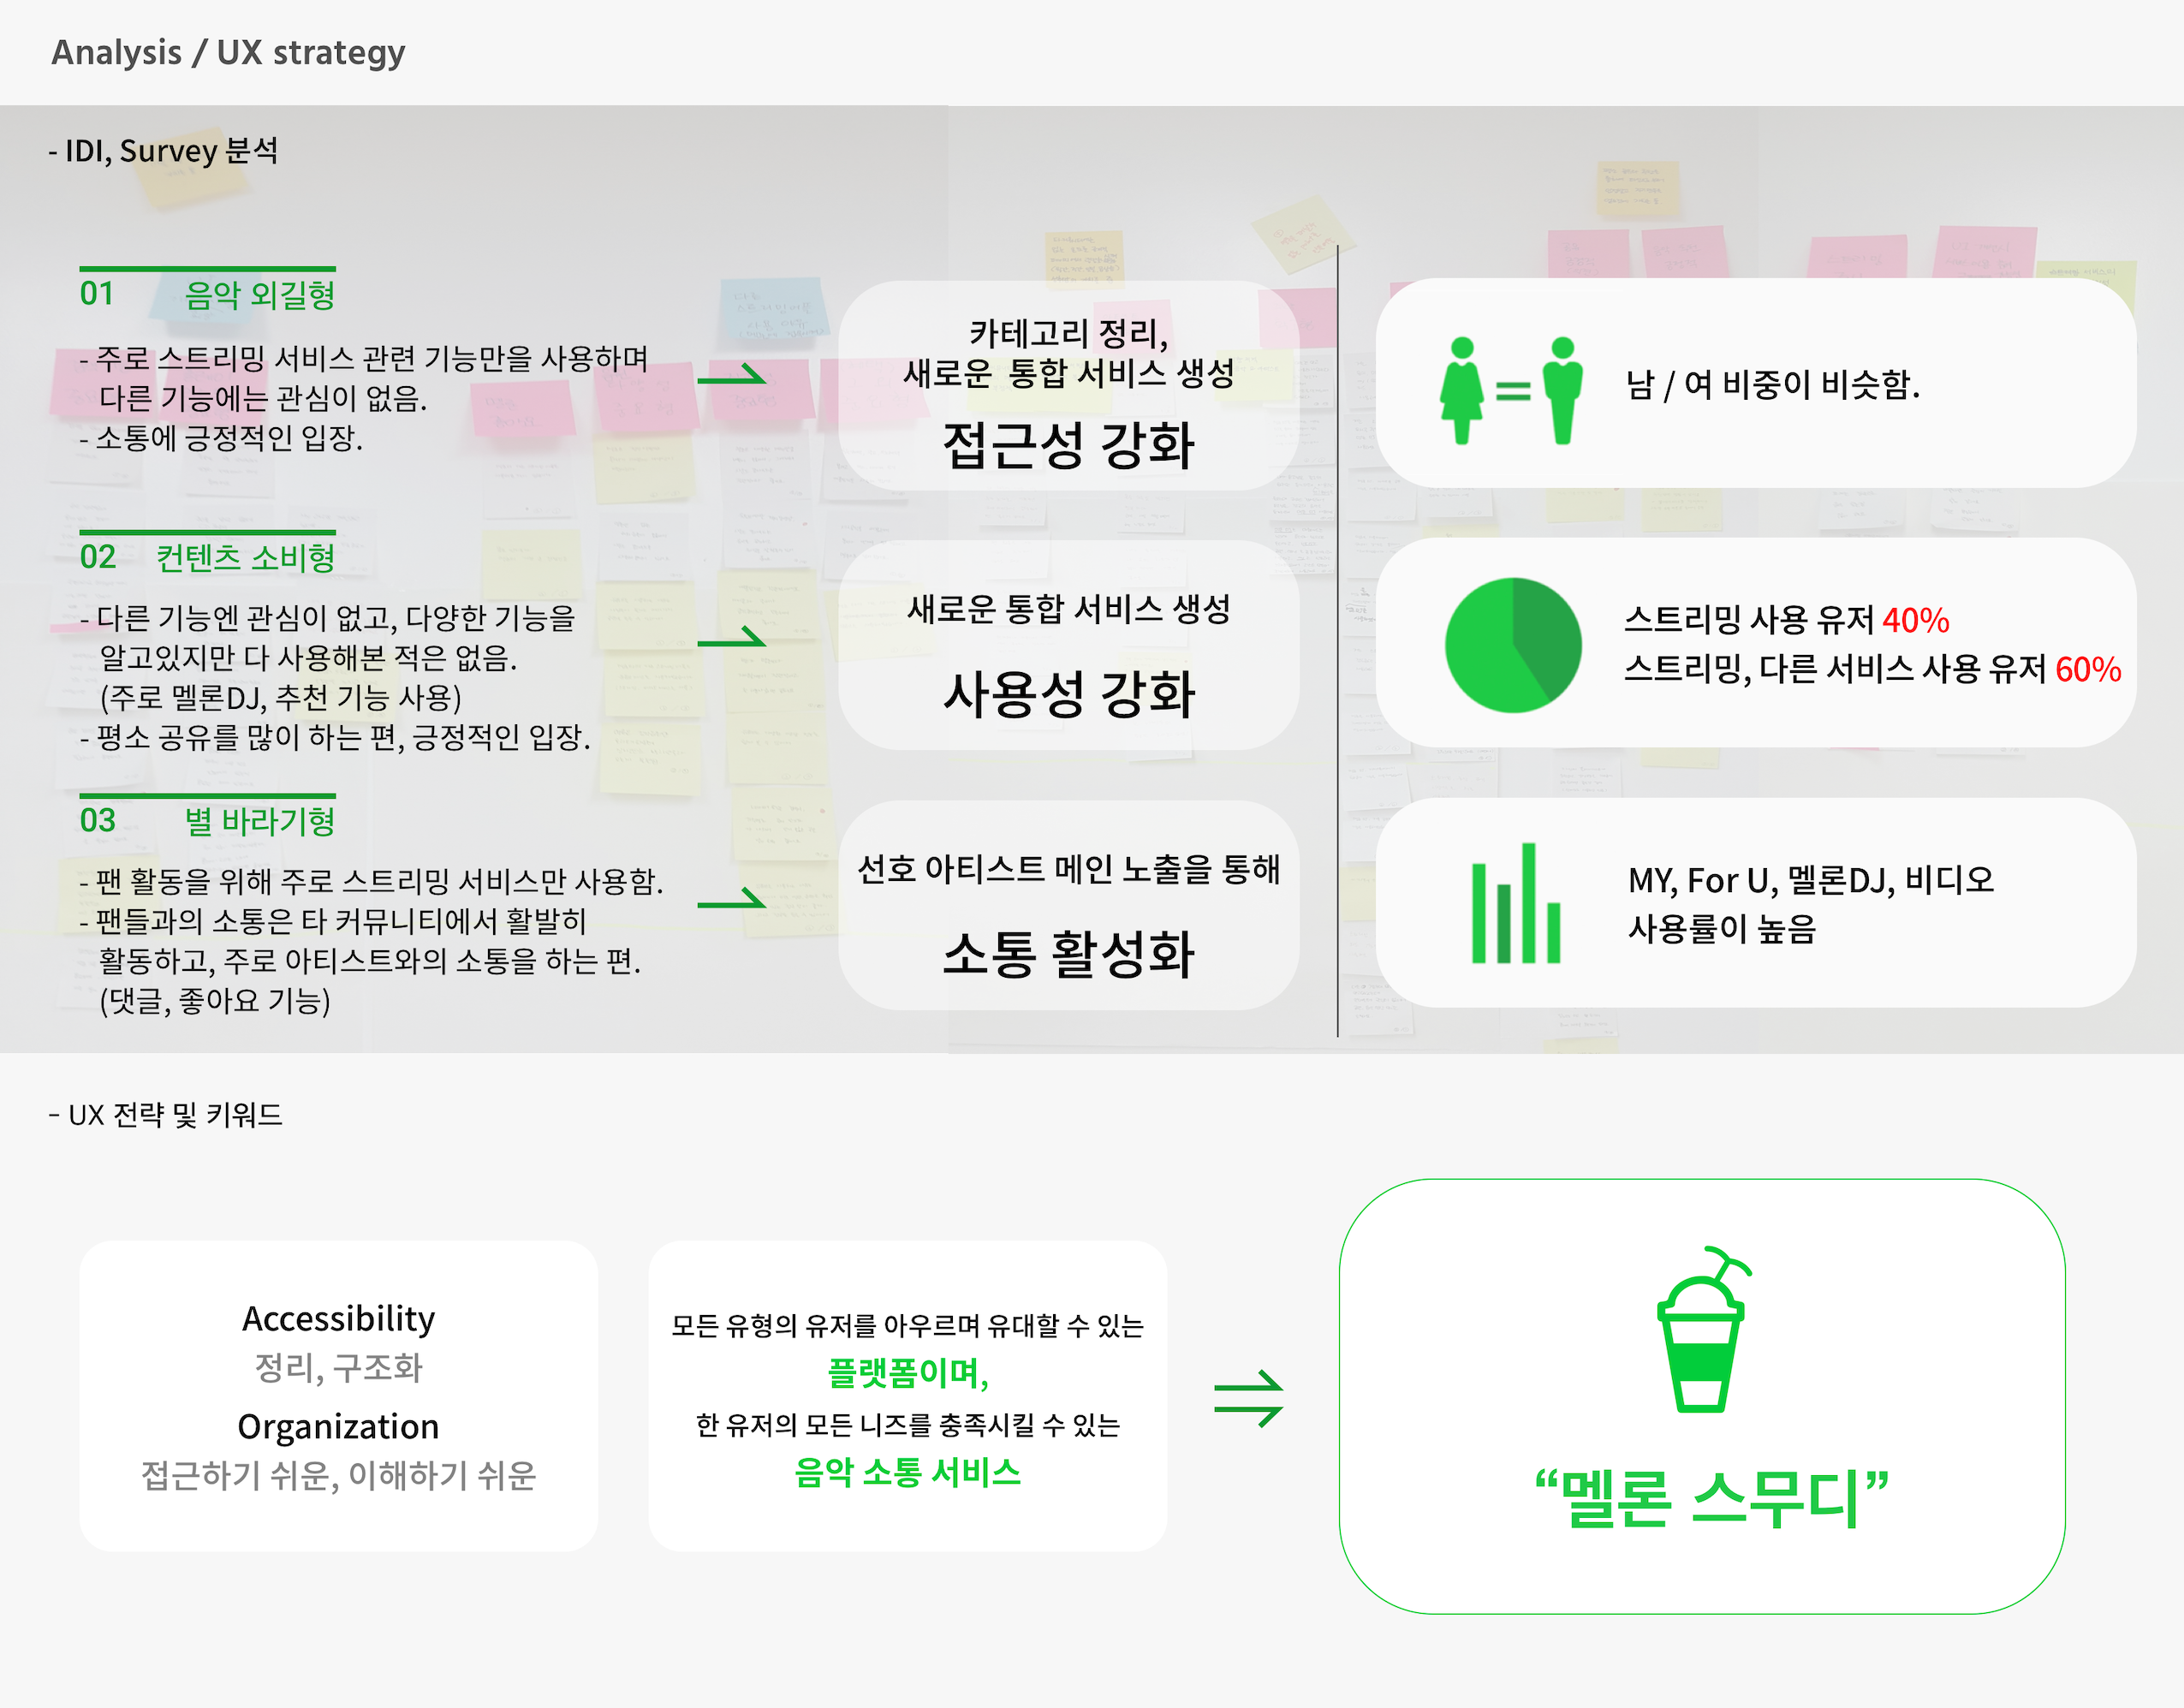 Analysis / UX strategy
- IDI, Survey 분석
01 음악 외길형
- 주로 스트리밍 서비스 관련 기능만을 사용하며
다른 기능에는 관심이 없음.
- 소통에 긍정적인 입장.
카테고리 정리,
새로운 통합 서비스 생성
접근성 강화
02 컨텐츠 소비형
- 다른 기능엔 관심이 없고, 다양한 기능을
알고있지만 다 사용해본 적은 없음.
(주로 멜론DJ, 추천 기능 사용)
- 평소 공유를 많이 하는 편, 긍정적인 입장.
새로운 통합 서비스 생성
사용성 강화
03 별 바라기형
- 팬 활동을 위해 주로 스트리밍 서비스만 사용함.
- 팬들과의 소통은 타 커뮤니티에서 활발히
활동하고, 주로 아티스트와의 소통을 하는 편.
(댓글, 좋아요 기능)
선호 아티스트 메인 노출을 통해
소통 활성화
남 / 여 비중이 비슷함.
스트리밍 사용 유저 40%
스트리밍, 다른 서비스 사용 유저 60%
MY, For U, 멜론DJ, 비디오
사용률이 높음
- UX 전략 및 키워드
Accessibility
정리, 구조화
Organization
접근하기 쉬운, 이해하기 쉬운
모든 유형의 유저를 아우르며 유대할 수 있는
플랫폼이며,
한 유저의 모든 니즈를 충족시킬 수 있는
음악 소통 서비스
“멜론 스무디”